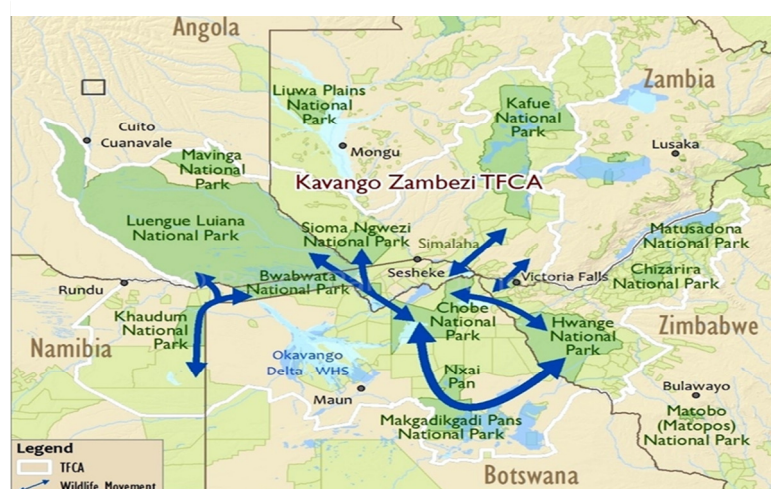 Angola
Zambia
Liuwa Plains
National
Park
Kafue
National
Park
Cuito
Cuanavale
Mongu
Lusaka
Mavinga
National
Park
Kavango Zambezi TFCA
Luengue Luiana
National Park
Sioma Ngwezi
National Park
Simalaha
Matusadona
National Park
Chizarira
National Park
Sesheke
Victoria Falls
Bwabwata
National Park
Rundu
Khaudum
National
Park
Chobe
National
Park
Hwange
National
Park
Zimbabwe
Namibia
Okavango
Delta WHS
Nxai
Pan
Maun
Bulawayo
Makgadikgadi Pans
National Park
Matobo
(Matopos)
National Park
Botswana
Legend
TFCA
Wildlife Movement